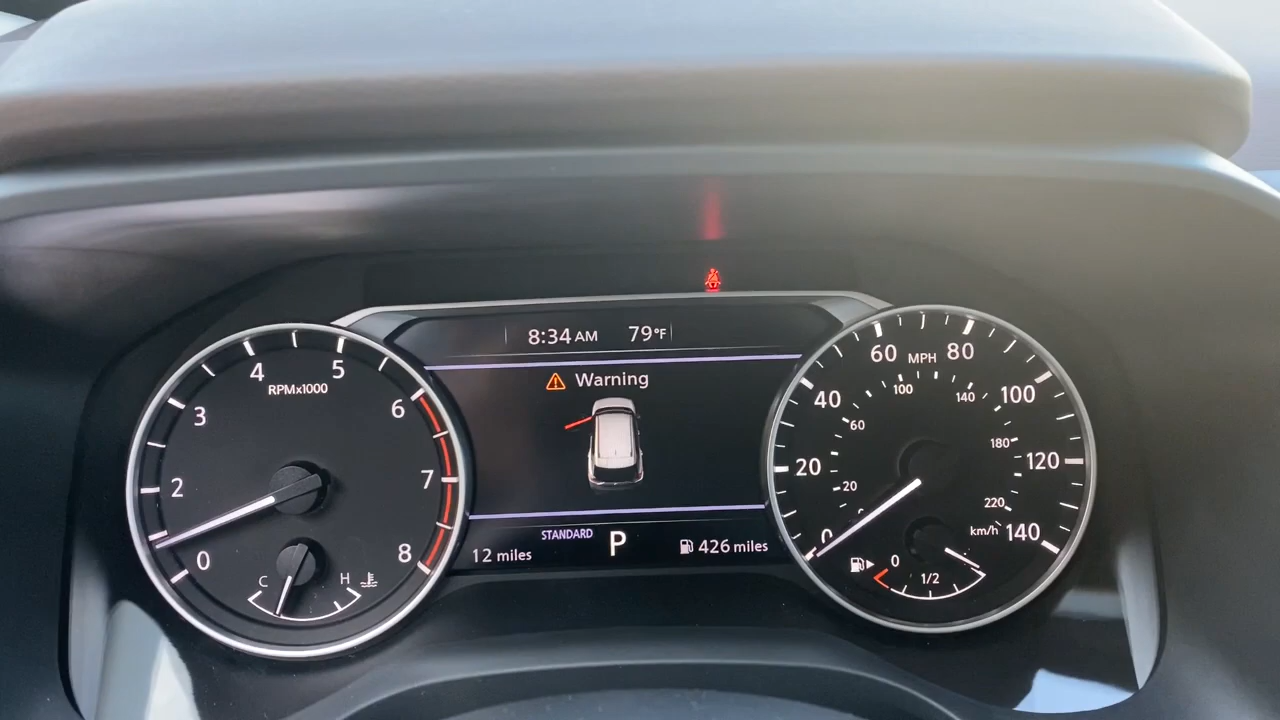 8:34 AM 79°F
Warning
STANDARD
12 miles P 426 miles
RPMx1000
0 2 3 4 5 6 7 8
C H
MPH
0 20 40 60 80 100 120 140
20 60 100 140 180 220
km/h
0 1/2